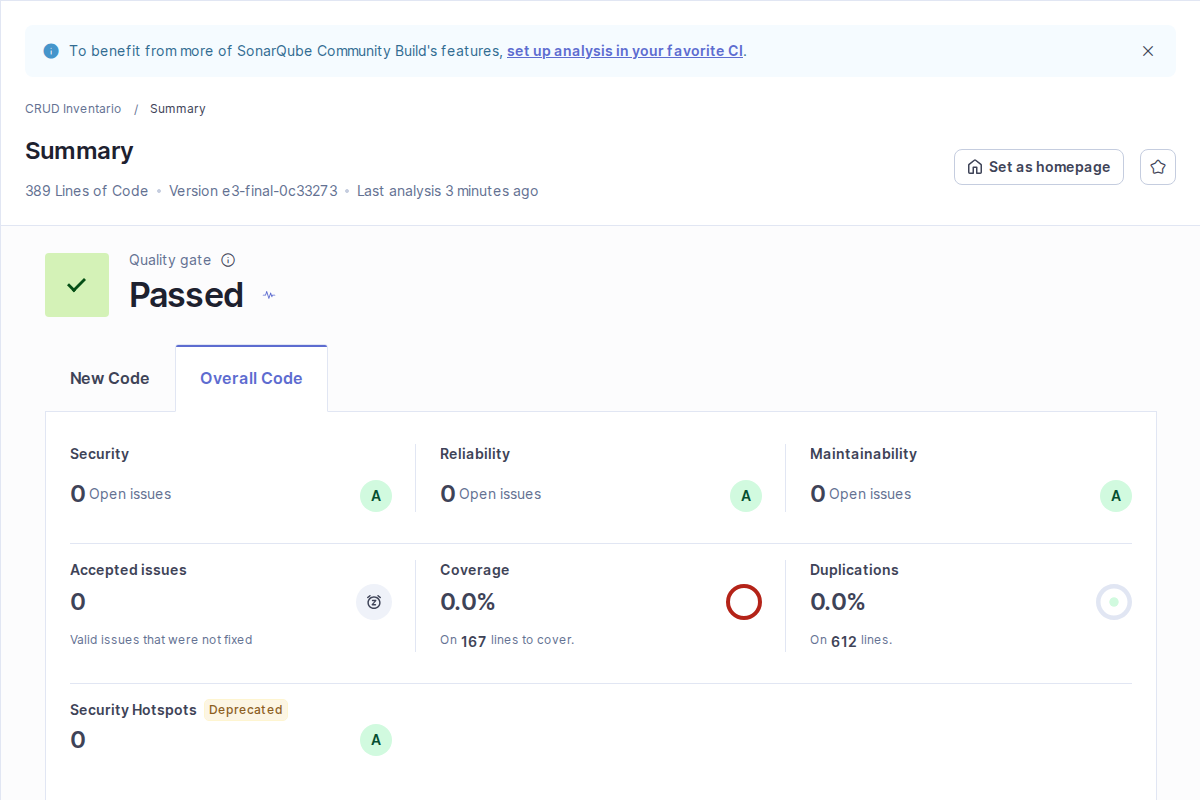 To benefit from more of SonarQube Community Build's features, set up analysis in your favorite CI.
CRUD Inventario / Summary
Summary
Set as homepage
389 Lines of Code • Version e3-final-0c33273 • Last analysis 3 minutes ago
Quality gate
Passed
New Code Overall Code
Security Reliability Maintainability
0 Open issues A 0 Open issues A 0 Open issues A
Accepted issues Coverage Duplications
0 0.0% 0.0%
Valid issues that were not fixed On 167 lines to cover. On 612 lines.
Security Hotspots Deprecated
0 A